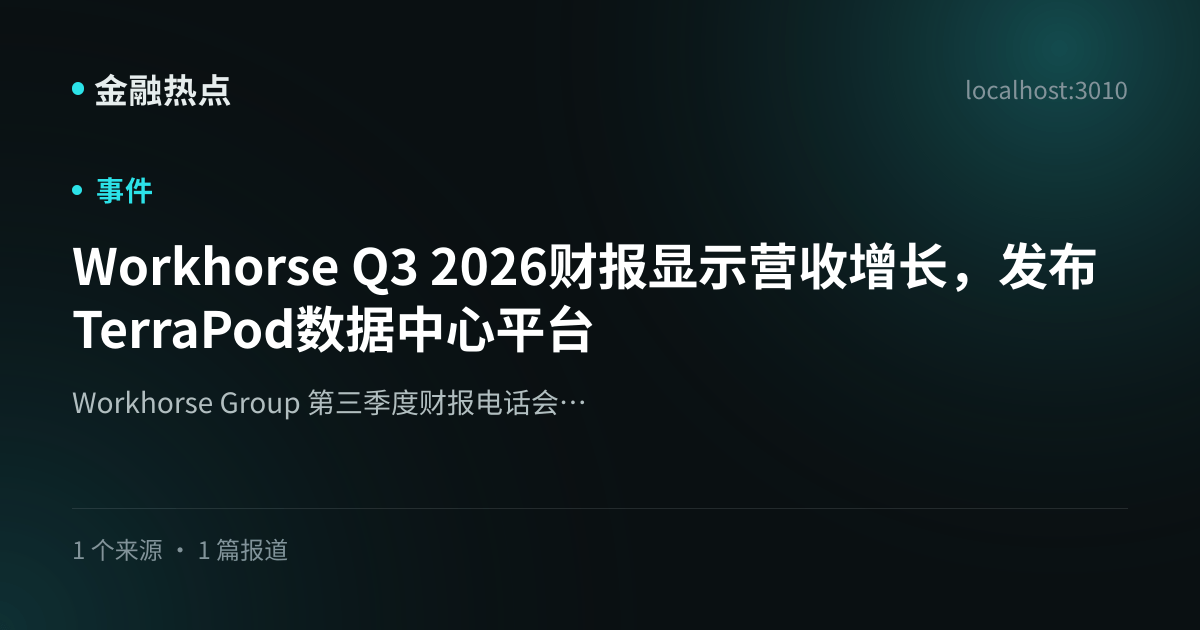 金融热点
localhost:3010
事件
Workhorse Q3 2026财报显示营收增长，发布
TerraPod数据中心平台
Workhorse Group 第三季度财报电话会…
1 个来源 · 1 篇报道